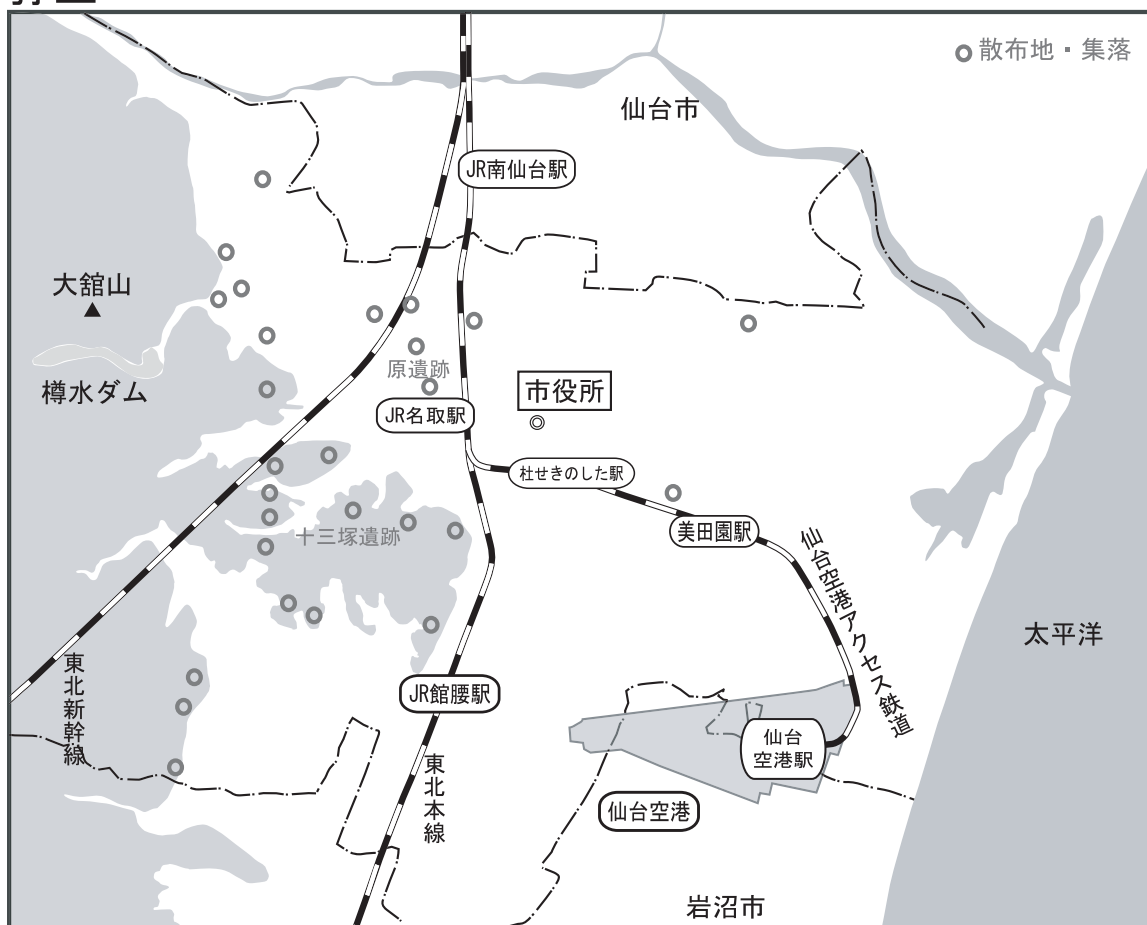 散布地・集落
仙台市
JR南仙台駅
大舘山
原遺跡
樽水ダム
市役所
JR名取駅
杜せきのした駅
美田園駅
十三塚遺跡
仙台空港アクセス鉄道
太平洋
東北新幹線
JR館腰駅
仙台
空港駅
東北本線
仙台空港
岩沼市